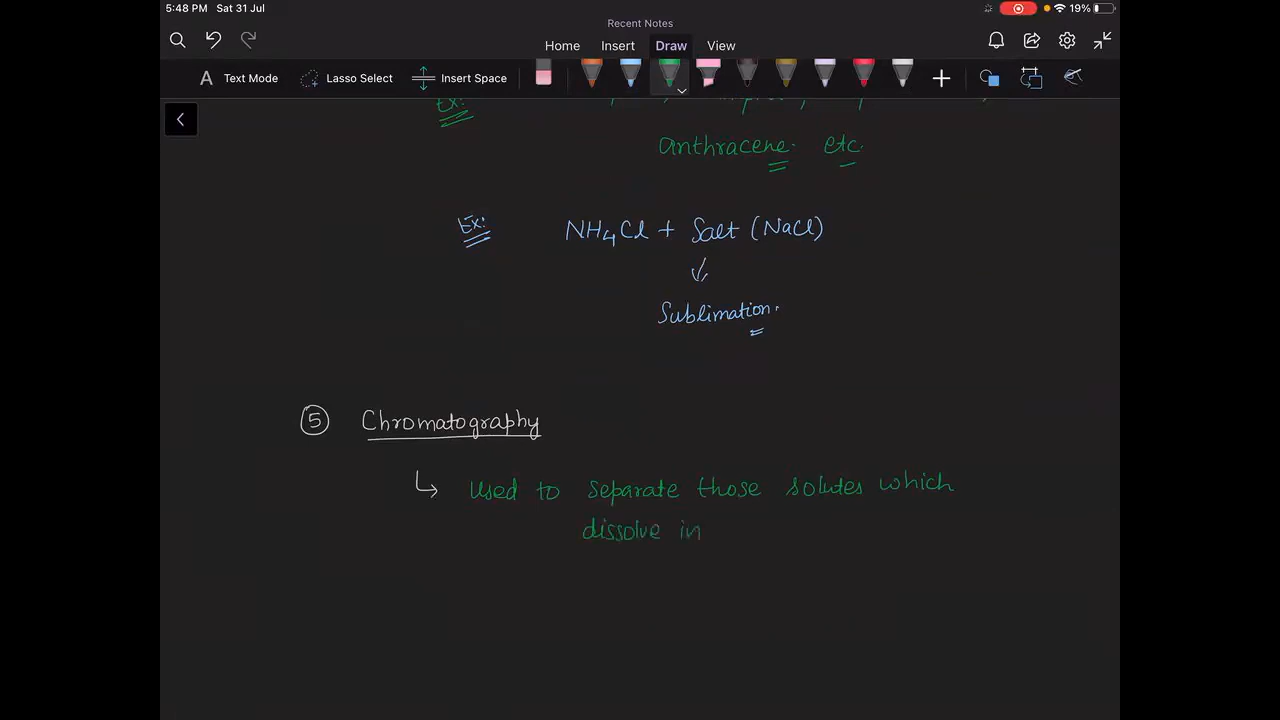 5:48 PM Sat 31 Jul
19%
Recent Notes
Home Insert Draw View
A Text Mode Lasso Select Insert Space
Ex:
anthracene. etc.
Ex: NH4Cl + Salt (NaCl)
Sublimation.
5 Chromatography
used to separate those solutes which
dissolve in